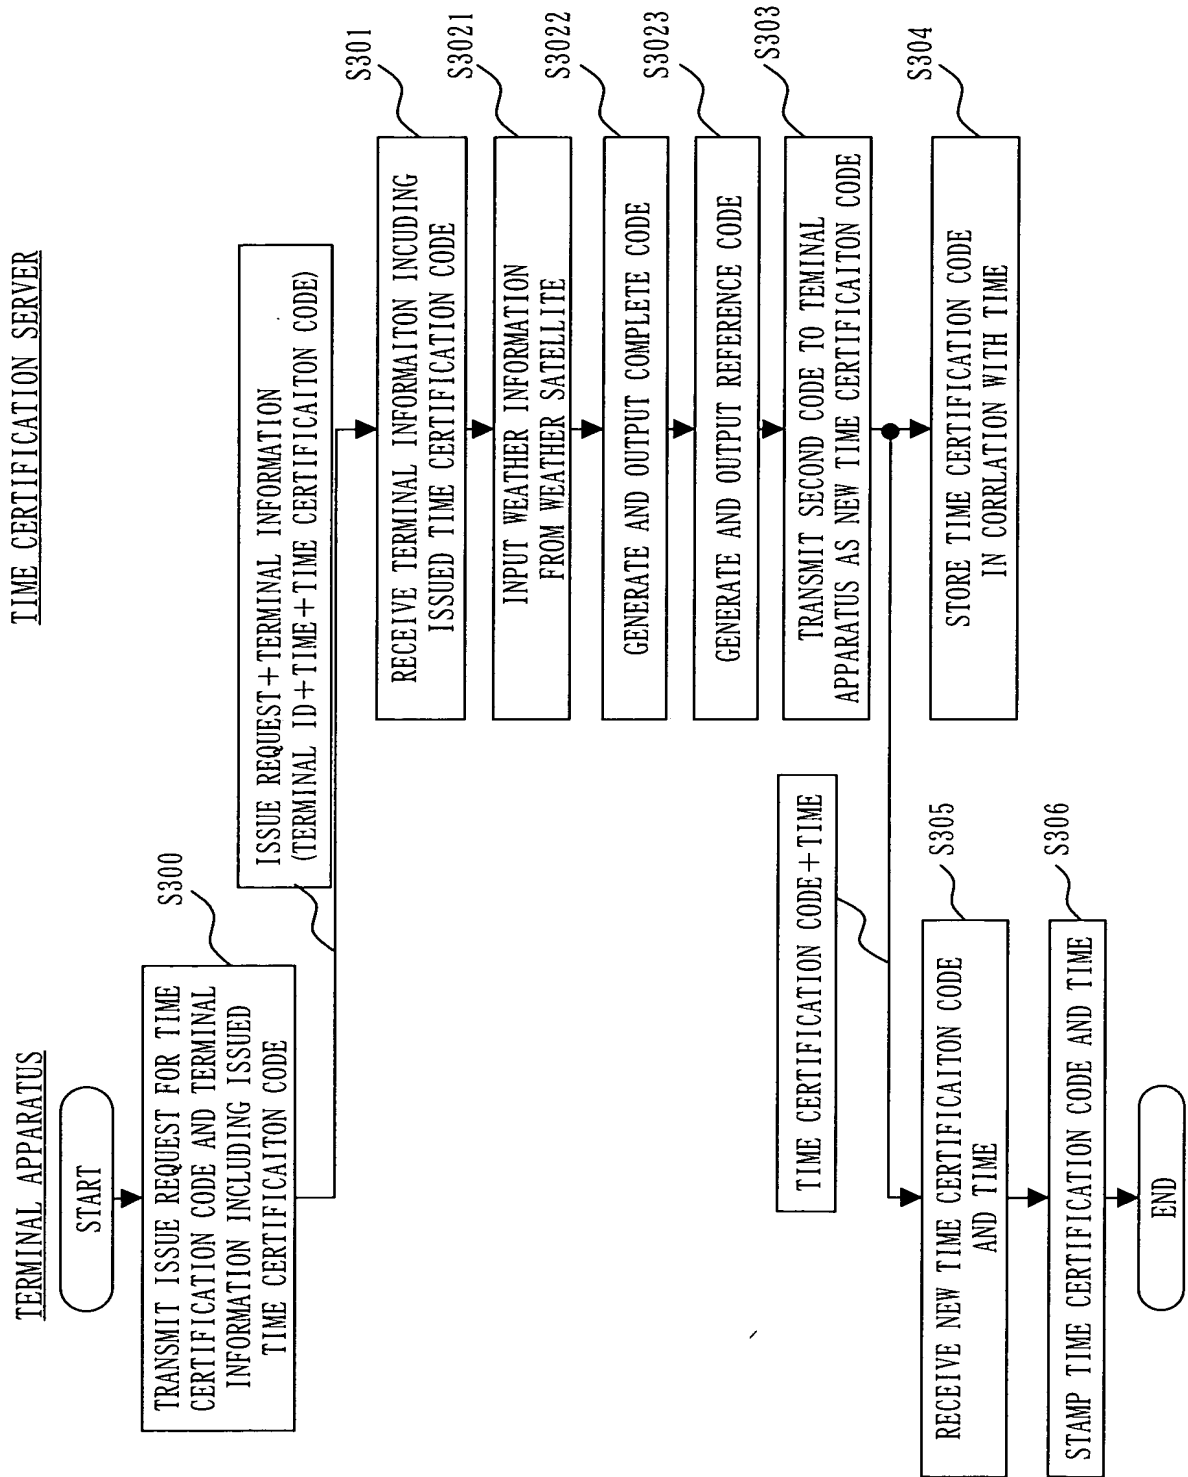 TERMINAL APPARATUS
TIME CERTIFICATION SERVER
START
S300
TRANSMIT ISSUE REQUEST FOR TIME
CERTIFICATION CODE AND TERMINAL
INFORMATION INCLUDING ISSUED
TIME CERTIFICAITON CODE
ISSUE REQUEST+TERMINAL INFORMATION
(TERMINAL ID+TIME+TIME CERTIFICAITON CODE)
S301
RECEIVE TERMINAL INFORMAITON INCUDING
ISSUED TIME CERTIFICATION CODE
S3021
INPUT WEATHER INFORMATION
FROM WEATHER SATELLITE
S3022
GENERATE AND OUTPUT COMPLETE CODE
S3023
GENERATE AND OUTPUT REFERENCE CODE
S303
TRANSMIT SECOND CODE TO TEMINAL
APPARATUS AS NEW TIME CERTIFICAITON CODE
TIME CERTIFICATION CODE+TIME
S304
STORE TIME CERTIFICATION CODE
IN CORRLATION WITH TIME
S305
RECEIVE NEW TIME CERTIFICAITON CODE
AND TIME
S306
STAMP TIME CERTIFICATION CODE AND TIME
END